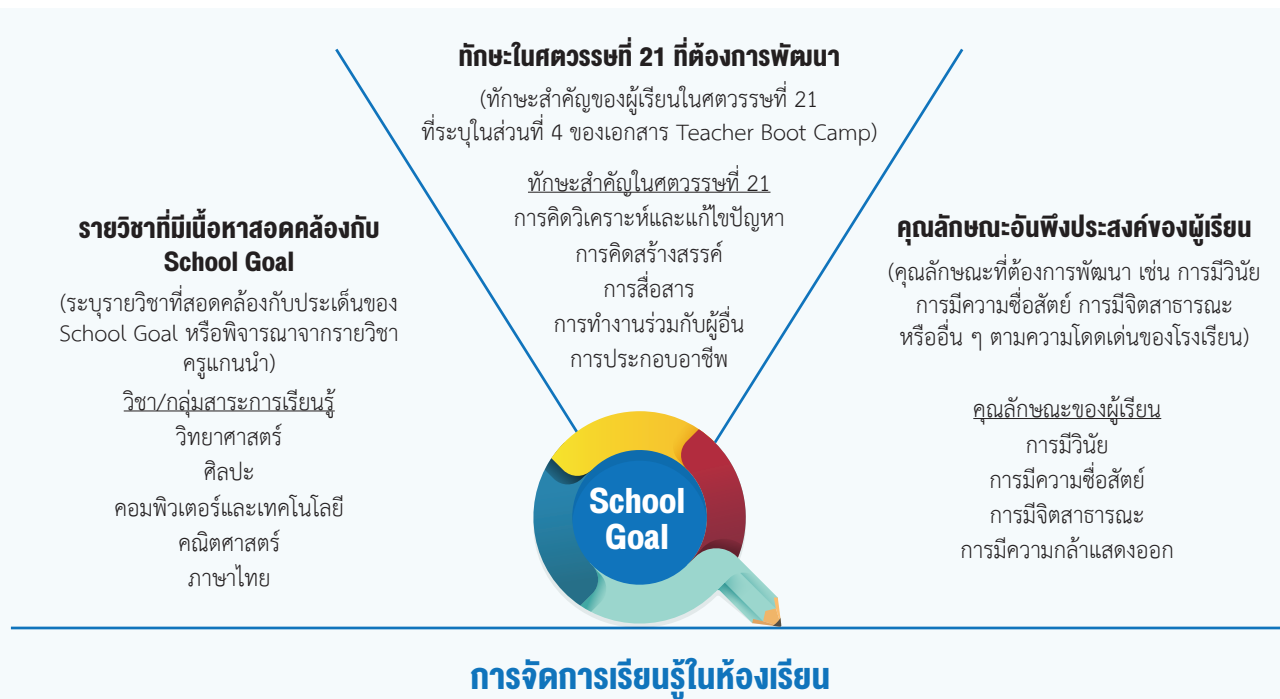 ทักษะในศตวรรษที่ 21 ที่ต้องการพัฒนา
(ทักษะสำคัญของผู้เรียนในศตวรรษที่ 21
ที่ระบุในส่วนที่ 4 ของเอกสาร Teacher Boot Camp)
ทักษะสำคัญในศตวรรษที่ 21
การคิดวิเคราะห์และแก้ไขปัญหา
การคิดสร้างสรรค์
การสื่อสาร
การทำงานร่วมกับผู้อื่น
การประกอบอาชีพ
รายวิชาที่มีเนื้อหาสอดคล้องกับ
School Goal
(ระบุรายวิชาที่สอดคล้องกับประเด็นของ
School Goal หรือพิจารณาจากรายวิชา
ครูแกนนำ)
วิชา/กลุ่มสาระการเรียนรู้
วิทยาศาสตร์
ศิลปะ
คอมพิวเตอร์และเทคโนโลยี
คณิตศาสตร์
ภาษาไทย
คุณลักษณะอันพึงประสงค์ของผู้เรียน
(คุณลักษณะที่ต้องการพัฒนา เช่น การมีวินัย
การมีความซื่อสัตย์ การมีจิตสาธารณะ
หรืออื่น ๆ ตามความโดดเด่นของโรงเรียน)
คุณลักษณะของผู้เรียน
การมีวินัย
การมีความซื่อสัตย์
การมีจิตสาธารณะ
การมีความกล้าแสดงออก
School
Goal
การจัดการเรียนรู้ในห้องเรียน